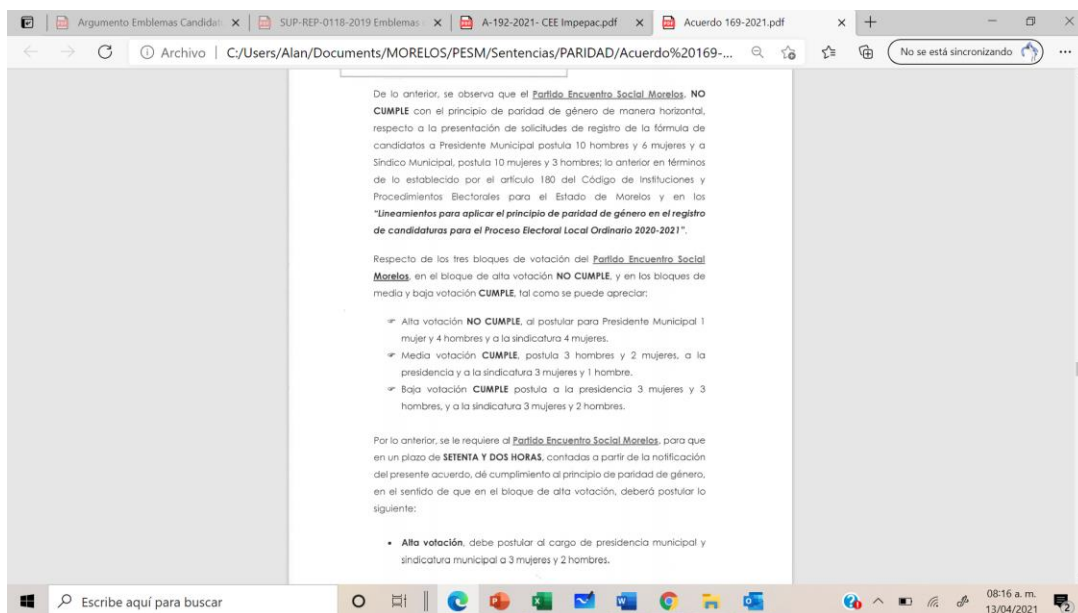 Argumento Emblemas Candidat
SUP-REP-0118-2019 Emblemas
A-192-2021- CEE Impepac.pdf
Acuerdo 169-2021.pdf
Archivo | C:/Users/Alan/Documents/MORELOS/PESM/Sentencias/PARIDAD/Acuerdo%20169-...
No se está sincronizando
De lo anterior, se observa que el Partido Encuentro Social Morelos, NO
CUMPLE con el principio de paridad de género de manera horizontal,
respecto a la presentación de solicitudes de registro de la fórmula de
candidatos a Presidente Municipal postula 10 hombres y 6 mujeres y a
Síndico Municipal, postula 10 mujeres y 3 hombres; lo anterior en términos
de lo establecido por el artículo 180 del Código de Instituciones y
Procedimientos Electorales para el Estado de Morelos y en los
"Lineamientos para aplicar el principio de paridad de género en el registro
de candidaturas para el Proceso Electoral Local Ordinario 2020-2021".
Respecto de los tres bloques de votación del Partido Encuentro Social
Morelos, en el bloque de alta votación NO CUMPLE, y en los bloques de
media y baja votación CUMPLE, tal como se puede apreciar:
☞ Alta votación NO CUMPLE, al postular para Presidente Municipal 1
mujer y 4 hombres y a la sindicatura 4 mujeres.
☞ Media votación CUMPLE, postula 3 hombres y 2 mujeres, a la
presidencia y a la sindicatura 3 mujeres y 1 hombre.
☞ Baja votación CUMPLE postula a la presidencia 3 mujeres y 3
hombres, y a la sindicatura 3 mujeres y 2 hombres.
Por lo anterior, se le requiere al Partido Encuentro Social Morelos, para que
en un plazo de SETENTA Y DOS HORAS, contadas a partir de la notificación
del presente acuerdo, dé cumplimiento al principio de paridad de género,
en el sentido de que en el bloque de alta votación, deberá postular lo
siguiente:
• Alta votación, debe postular al cargo de presidencia municipal y
sindicatura municipal a 3 mujeres y 2 hombres.
Escribe aquí para buscar
08:16 a. m.
13/04/2021